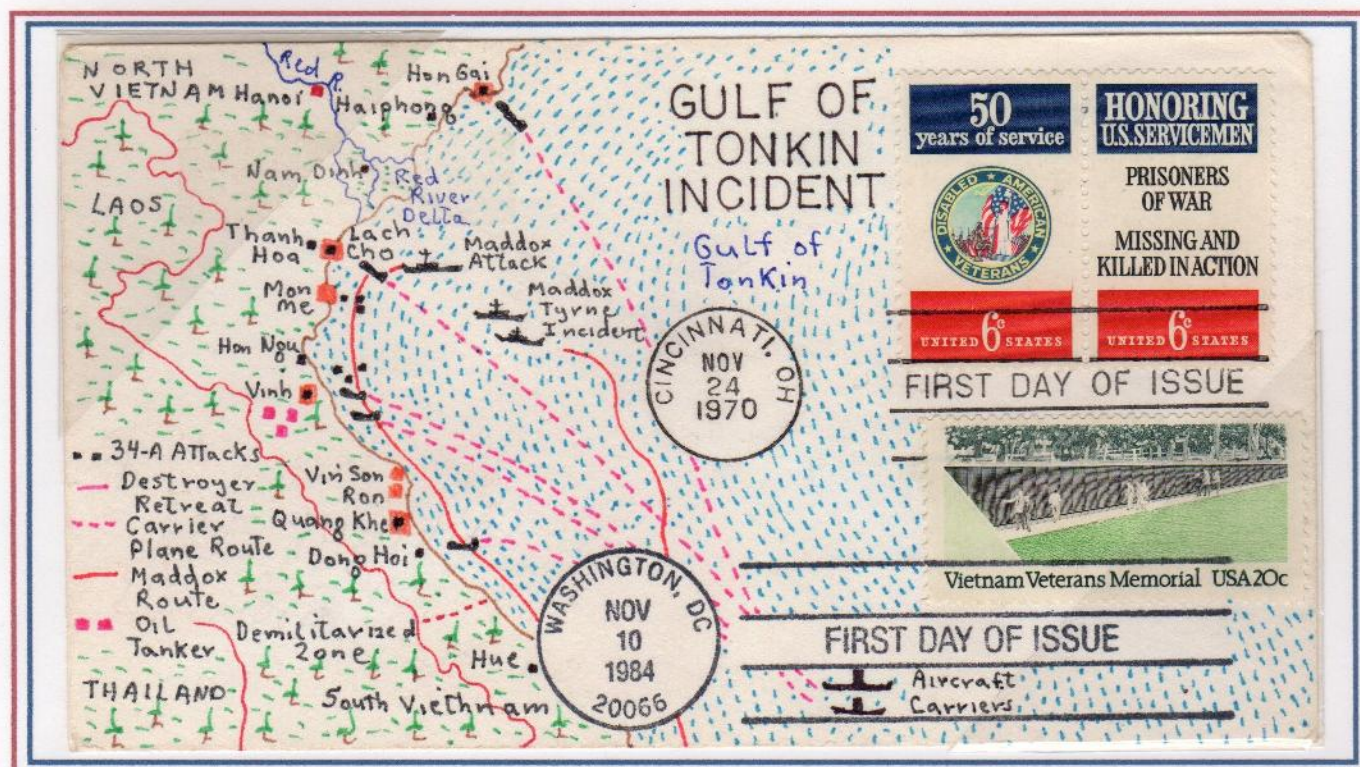 NORTH
VIETNAM
Red R.
Hanoi
Haiphong
Hon Gai
GULF OF
TONKIN
INCIDENT
Nam Dinh
Red
River
Delta
LAOS
Thanh
Hoa
Lach
Cho
Maddox
Attack
Gulf of
Tonkin
Mon
me
Maddox
Tyrne
Incident
Hon Ngu
Vinh
34-A Attacks
Destroyer
Retreat
Carrier
Plane Route
Maddox
Route
Oil
Tanker
Vin Son
Ron
Quang Khe
Dong Hoi
Demilitarized
Zone
Hue
THAILAND
South Viethnam
CINCINNATI, OH
NOV
24
1970
WASHINGTON, DC
NOV
10
1984
20066
50
years of service
DISABLED AMERICAN
VETERANS
UNITED 6c STATES
HONORING
U.S. SERVICEMEN
PRISONERS
OF WAR
MISSING AND
KILLED IN ACTION
UNITED 6c STATES
FIRST DAY OF ISSUE
Vietnam Veterans Memorial USA 20c
FIRST DAY OF ISSUE
Aircraft
Carriers